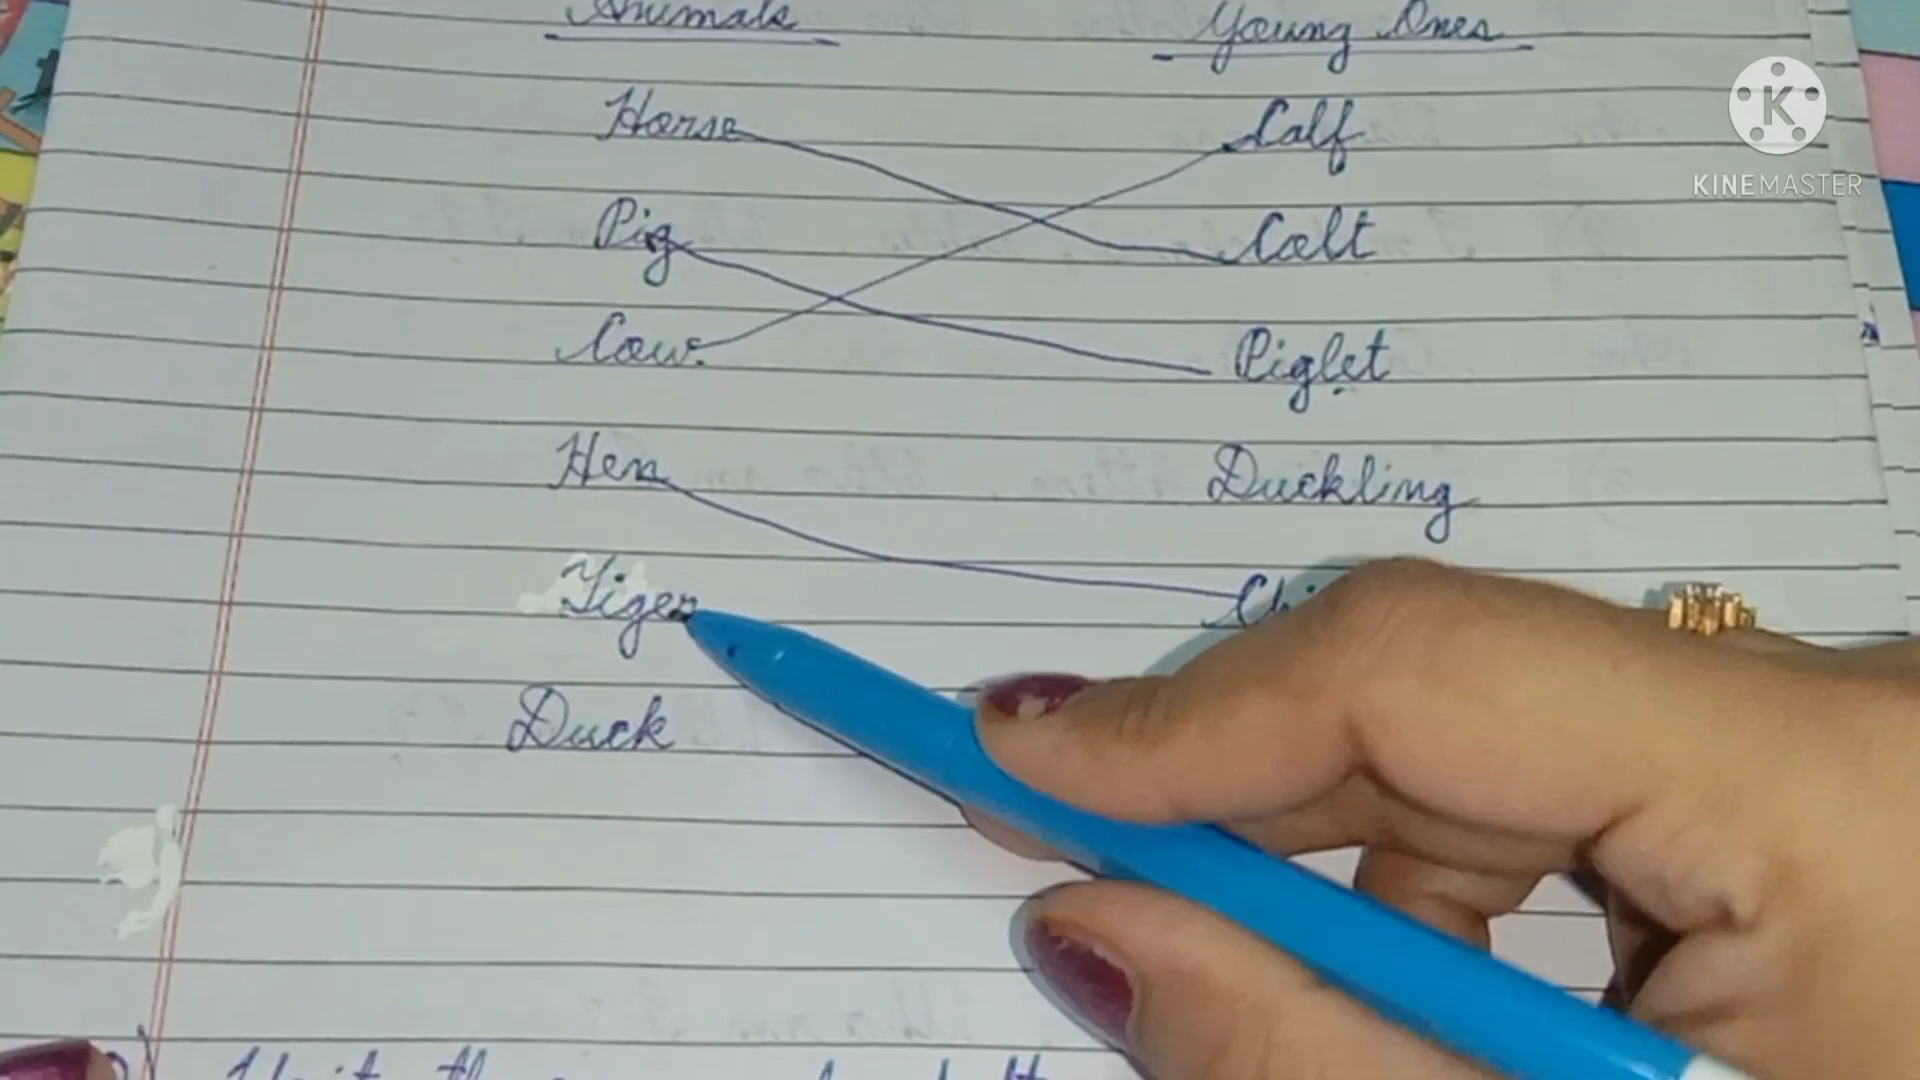 Animals Young Ones
Horse Calf
Pig Colt
Cow Piglet
Hen Duckling
Tiger
Duck
K
KINEMASTER